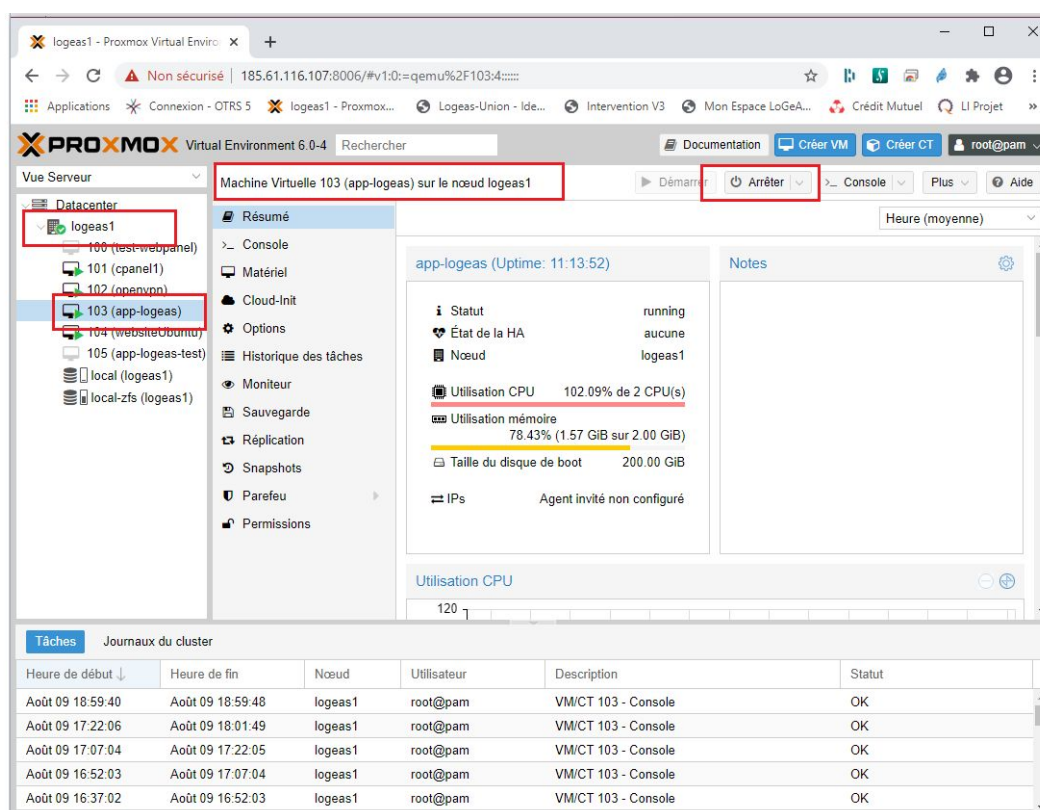 logeas1 - Proxmox Virtual Enviro
Non sécurisé 185.61.116.107:8006/#v1:0:=qemu%2F103:4::::::
Applications Connexion - OTRS 5 logeas1 - Proxmox... Logeas-Union - Ide... Intervention V3 Mon Espace LoGeA... Crédit Mutuel LI Projet »
PROXMOX Virtual Environment 6.0-4 Rechercher Documentation Créer VM Créer CT root@pam
Vue Serveur
Machine Virtuelle 103 (app-logeas) sur le nœud logeas1 Démarrer Arrêter Console Plus Aide
Datacenter
logeas1
100 (test-webpanel)
101 (cpanel1)
102 (openvpn)
103 (app-logeas)
104 (websiteUbuntu)
105 (app-logeas-test)
local (logeas1)
local-zfs (logeas1)
Résumé
Console
Matériel
Cloud-Init
Options
Historique des tâches
Moniteur
Sauvegarde
Réplication
Snapshots
Parefeu
Permissions
Heure (moyenne)
app-logeas (Uptime: 11:13:52)
Statut running
État de la HA aucune
Nœud logeas1
Utilisation CPU 102.09% de 2 CPU(s)
Utilisation mémoire
78.43% (1.57 GiB sur 2.00 GiB)
Taille du disque de boot 200.00 GiB
IPs Agent invité non configuré
Notes
Utilisation CPU
120
Tâches Journaux du cluster
Heure de début ↓ Heure de fin Nœud Utilisateur Description Statut
Août 09 18:59:40 Août 09 18:59:48 logeas1 root@pam VM/CT 103 - Console OK
Août 09 17:22:06 Août 09 18:01:49 logeas1 root@pam VM/CT 103 - Console OK
Août 09 17:07:04 Août 09 17:22:05 logeas1 root@pam VM/CT 103 - Console OK
Août 09 16:52:03 Août 09 17:07:04 logeas1 root@pam VM/CT 103 - Console OK
Août 09 16:37:02 Août 09 16:52:03 logeas1 root@pam VM/CT 103 - Console OK